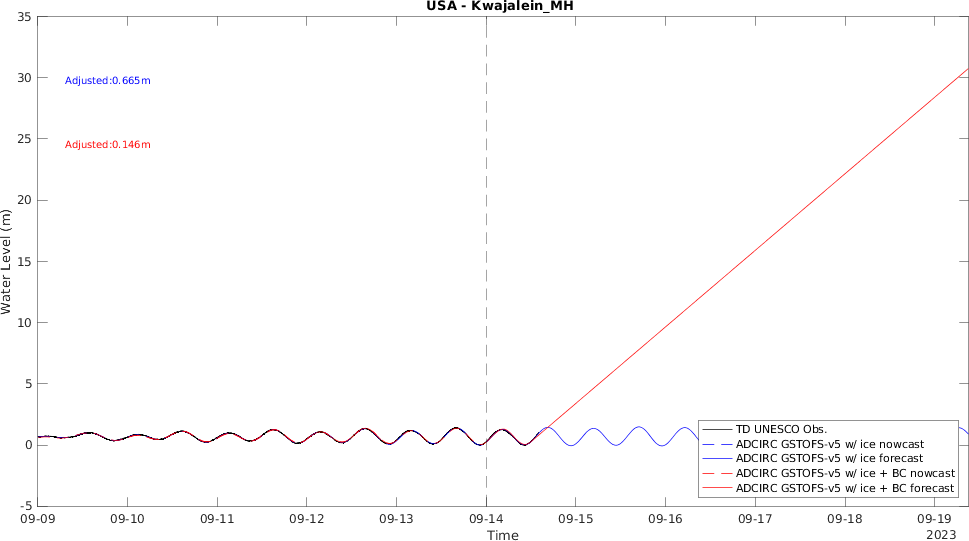 USA - Kwajalein_MH
35
30
25
20
15
10
5
0
-5
Water Level (m)
Adjusted:0.665m
Adjusted:0.146m
TD UNESCO Obs.
ADCIRC GSTOFS-v5 w/ ice nowcast
ADCIRC GSTOFS-v5 w/ ice forecast
ADCIRC GSTOFS-v5 w/ ice + BC nowcast
ADCIRC GSTOFS-v5 w/ ice + BC forecast
09-09 09-10 09-11 09-12 09-13 09-14 09-15 09-16 09-17 09-18 09-19
2023
Time